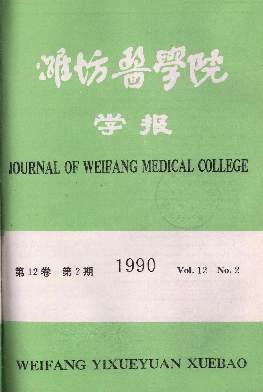 潍坊醫學院
学报
JOURNAL OF WEIFANG MEDICAL COLLEGE
第12卷 第2期 1990 Vol. 12 No. 2
WEIFANG YIXUEYUAN XUEBAO